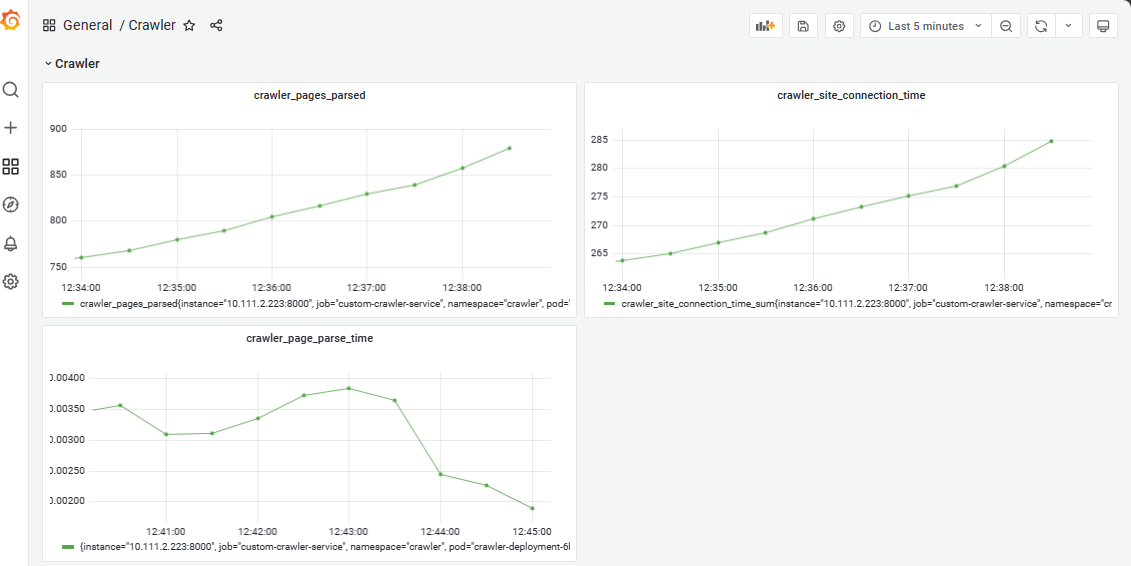 General / Crawler
Last 5 minutes
Crawler
crawler_pages_parsed
900
850
800
750
12:34:00 12:35:00 12:36:00 12:37:00 12:38:00
crawler_pages_parsed{instance="10.111.2.223:8000", job="custom-crawler-service", namespace="crawler", pod="
crawler_site_connection_time
285
280
275
270
265
12:34:00 12:35:00 12:36:00 12:37:00 12:38:00
crawler_site_connection_time_sum{instance="10.111.2.223:8000", job="custom-crawler-service", namespace="cr
crawler_page_parse_time
0.00400
0.00350
0.00300
0.00250
0.00200
12:41:00 12:42:00 12:43:00 12:44:00 12:45:00
{instance="10.111.2.223:8000", job="custom-crawler-service", namespace="crawler", pod="crawler-deployment-6